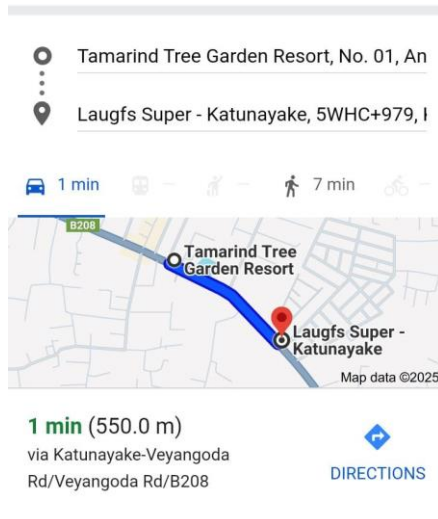 Tamarind Tree Garden Resort, No. 01, An
Laugfs Super - Katunayake, 5WHC+979,
1 min
7 min
B208
Tamarind Tree
Garden Resort
Laugfs Super -
Katunayake
Map data ©2025
1 min (550.0 m)
via Katunayake-Veyangoda
Rd/Veyangoda Rd/B208
DIRECTIONS